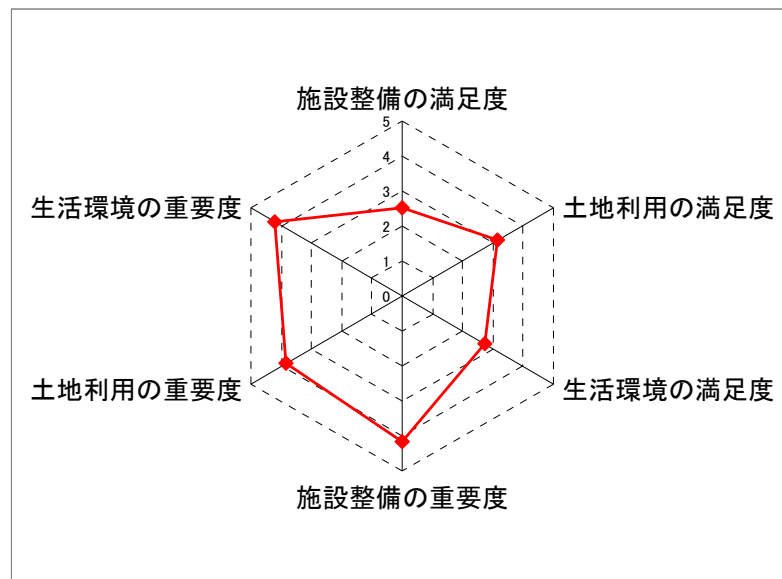 施設整備の満足度
5
4
生活環境の重要度
土地利用の満足度
3
2
1
0
土地利用の重要度
生活環境の満足度
施設整備の重要度